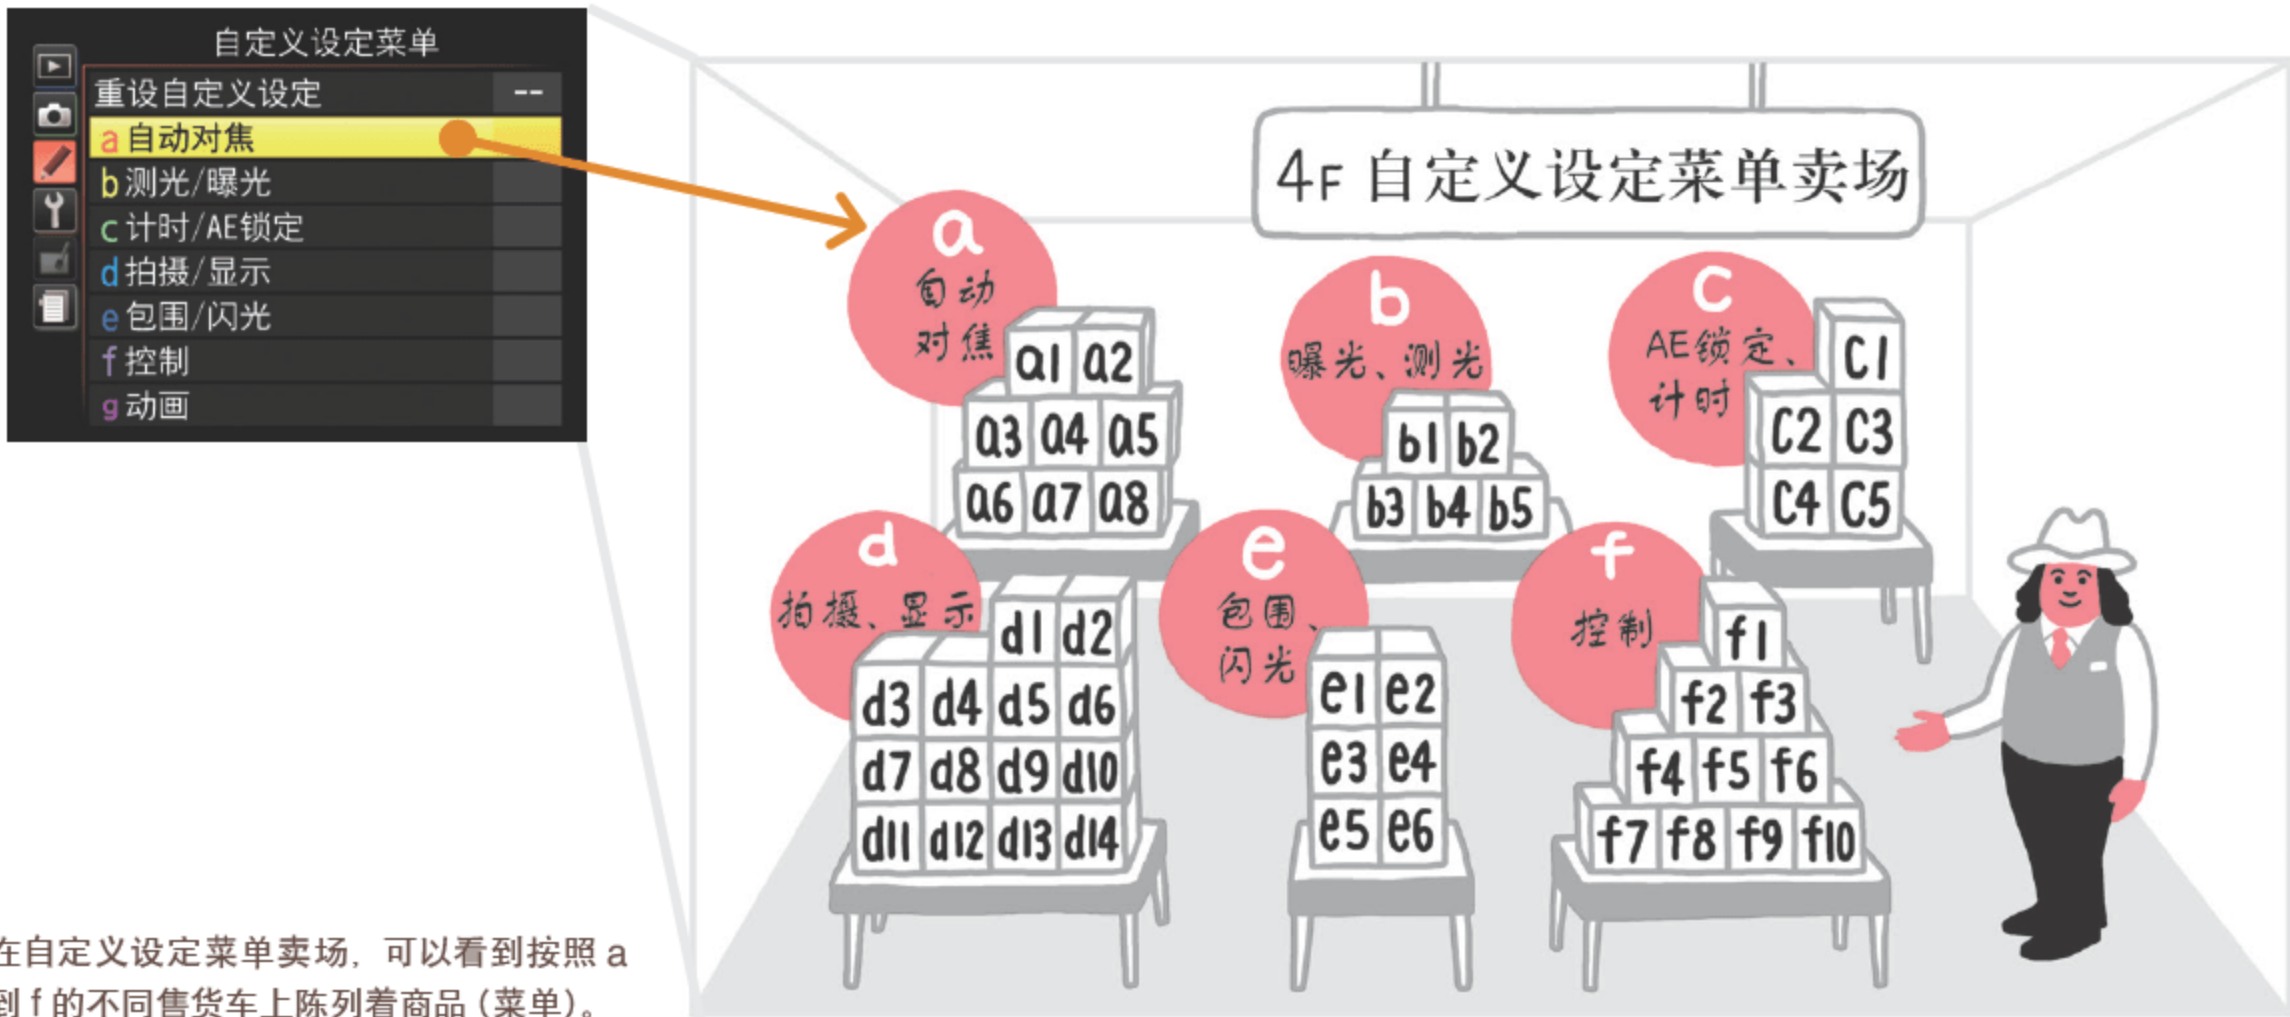 自定义设定菜单
重设自定义设定 --
a 自动对焦
b 测光/曝光
c 计时/AE锁定
d 拍摄/显示
e 包围/闪光
f 控制
g 动画
4F 自定义设定菜单卖场
a
自动
对焦
a1 a2
a3 a4 a5
a6 a7 a8
b
曝光、测光
b1 b2
b3 b4 b5
c
AE锁定、
计时
C1
C2 C3
C4 C5
d
拍摄、显示
d1 d2
d3 d4 d5 d6
d7 d8 d9 d10
d11 d12 d13 d14
e
包围、
闪光
e1 e2
e3 e4
e5 e6
f
控制
f1
f2 f3
f4 f5 f6
f7 f8 f9 f10
在自定义设定菜单卖场，可以看到按照 a
到 f 的不同售货车上陈列着商品（菜单）。